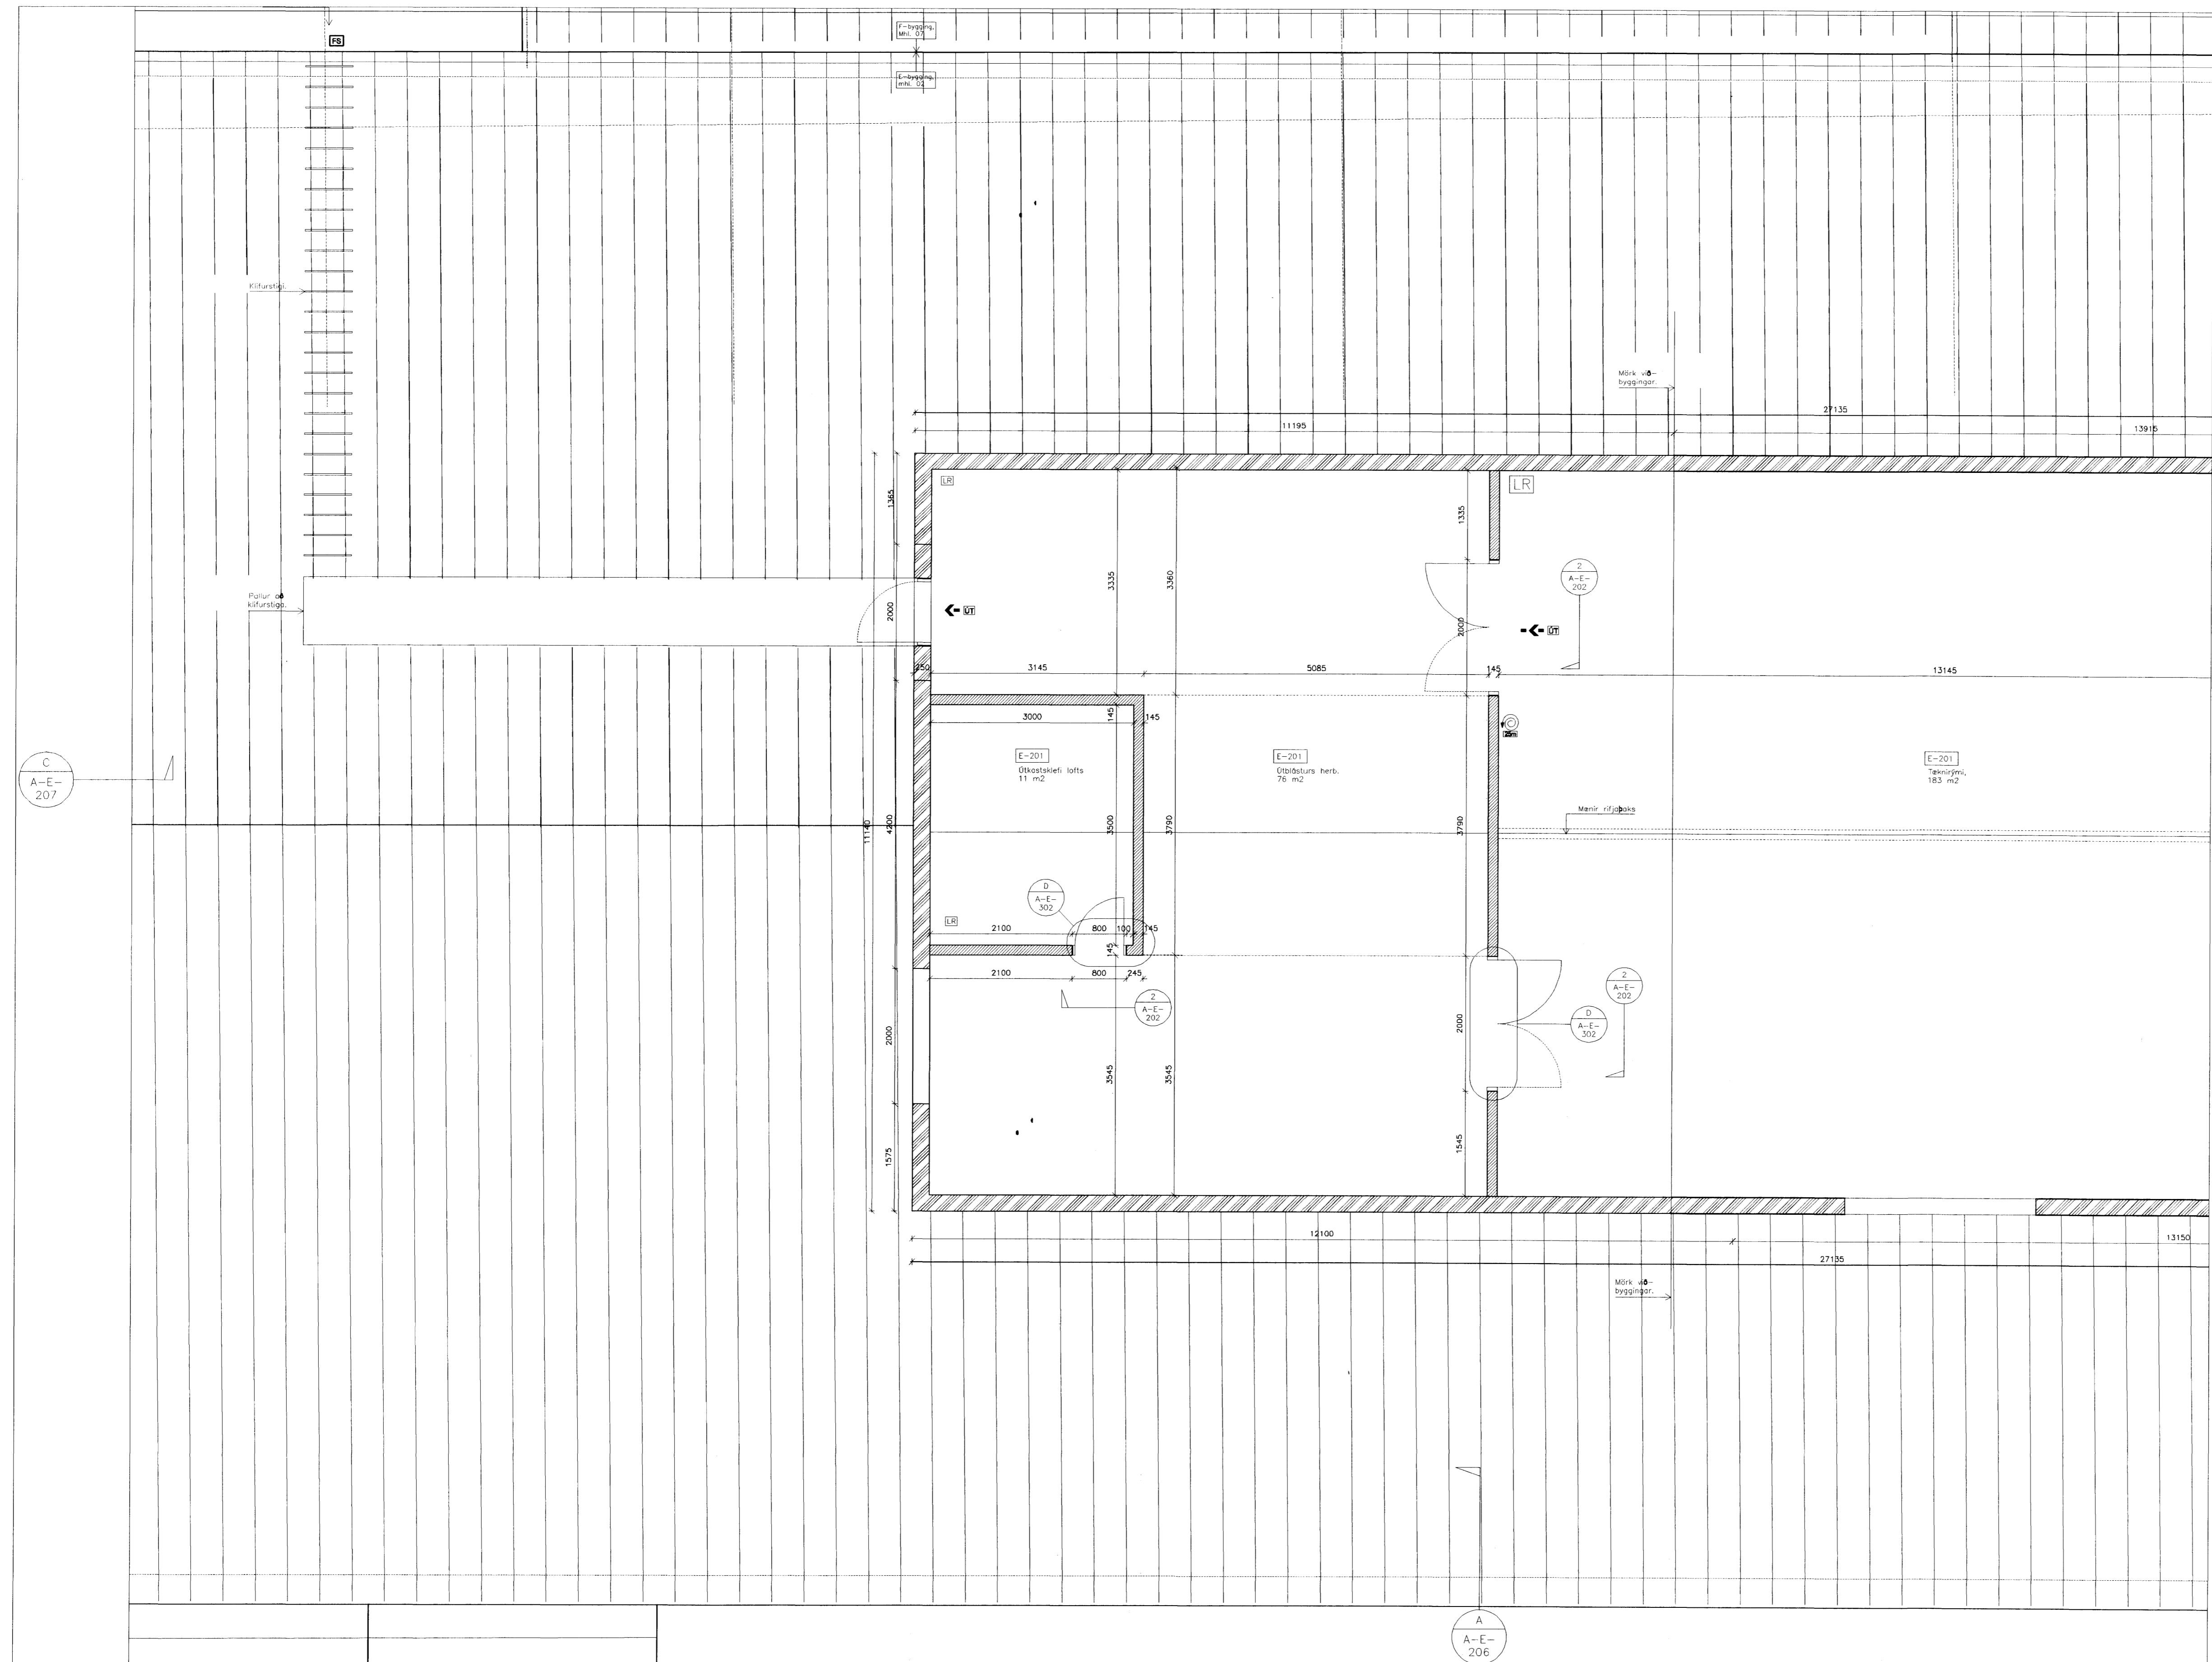 FS
F-bygging,
Mhl. 07
E-bygging,
mhl. 02
Klifurstigi.
Mörk við-
byggingar.
27135
11195
13915
LR
LR
1365
1335
3335
3360
2
A-E-
202
Pallur að
klifurstiga.
2000
ÚT
2000
ÚT
250
3145
5085
145
13145
3000
145
145
25m
C
A-E-
207
E-201
Útkastsklefi lofts
11 m2
E-201
Útblásturs herb.
76 m2
E-201
Tæknirými,
183 m2
Mænir rifjaþaks
11140
4200
3500
3790
3790
D
A-E-
302
LR
2100
800
100
145
145
2100
800
245
2
A-E-
202
2
A-E-
202
D
A-E-
302
2000
2000
3545
3545
1575
1545
12100
13150
27135
Mörk við-
byggingar.
A
A-E-
206